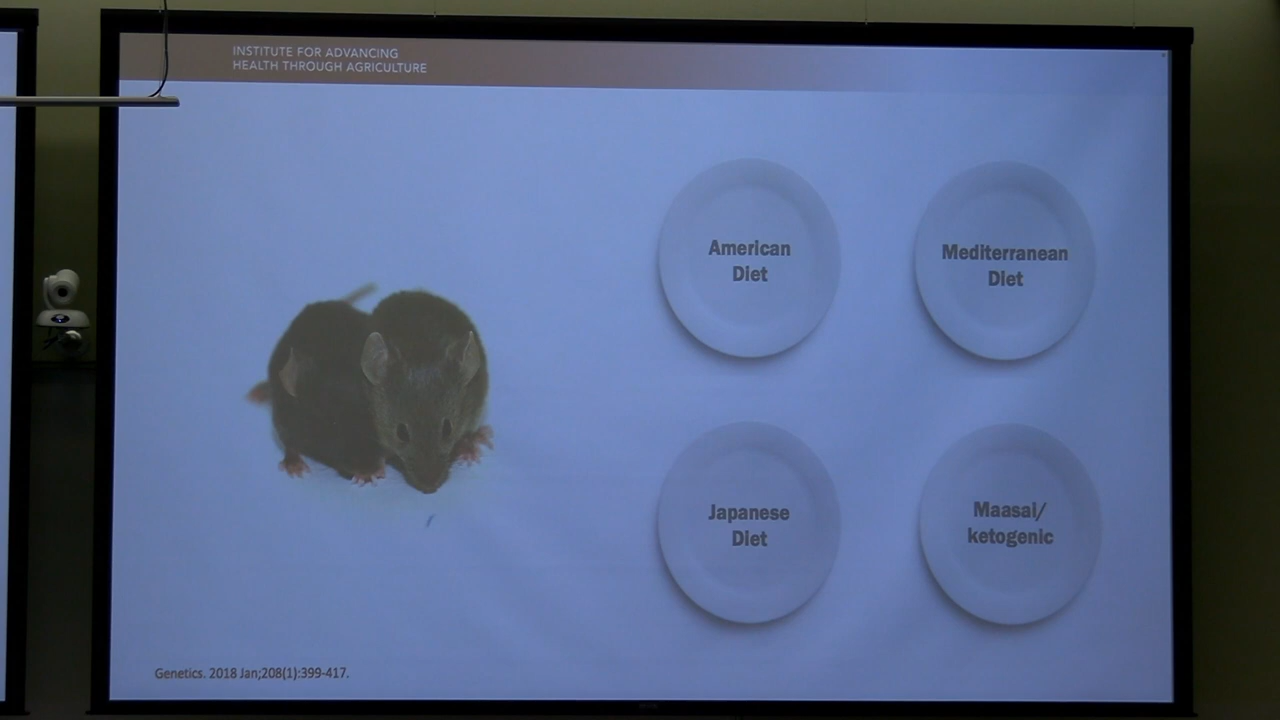 INSTITUTE FOR ADVANCING
HEALTH THROUGH AGRICULTURE
American
Diet
Mediterranean
Diet
Japanese
Diet
Maasai/
ketogenic
Genetics. 2018 Jan;208(1):399-417.